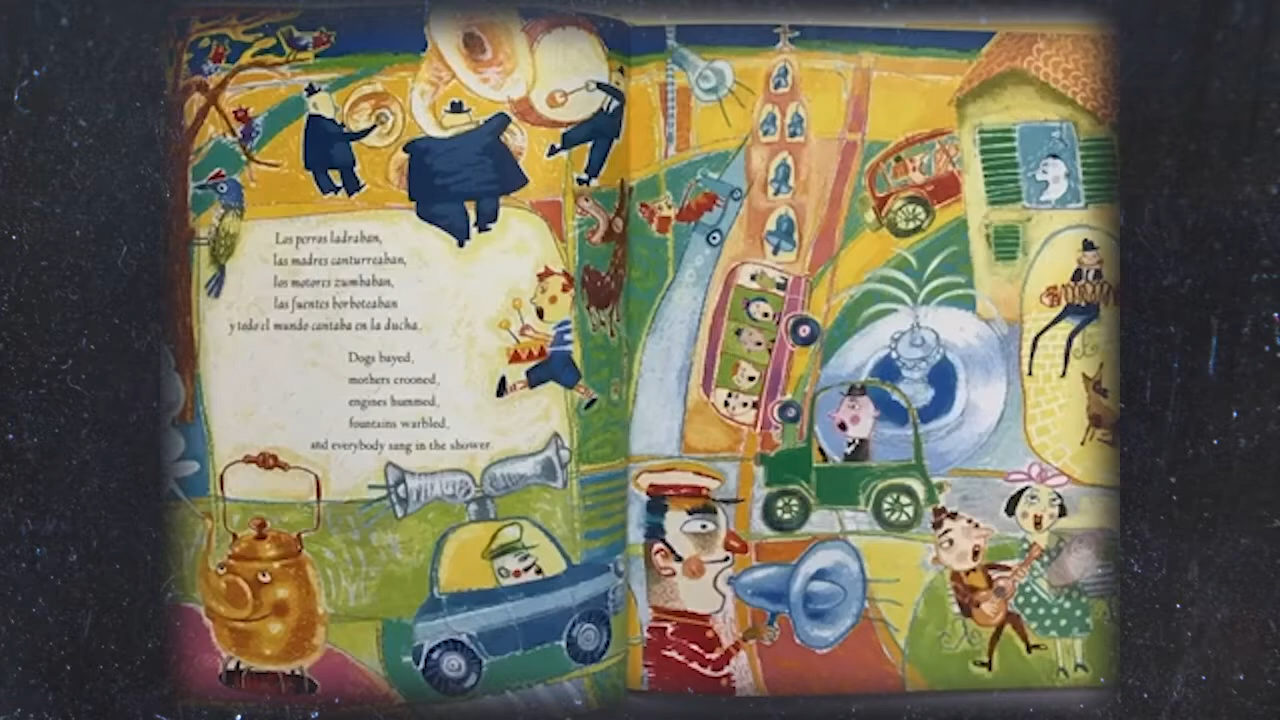 Los perros ladraban,
las madres canturreaban,
los motores zumbaban,
las fuentes borboteaban
y todo el mundo cantaba en la ducha.
Dogs bayed,
mothers crooned,
engines hummed,
fountains warbled,
and everybody sang in the shower.